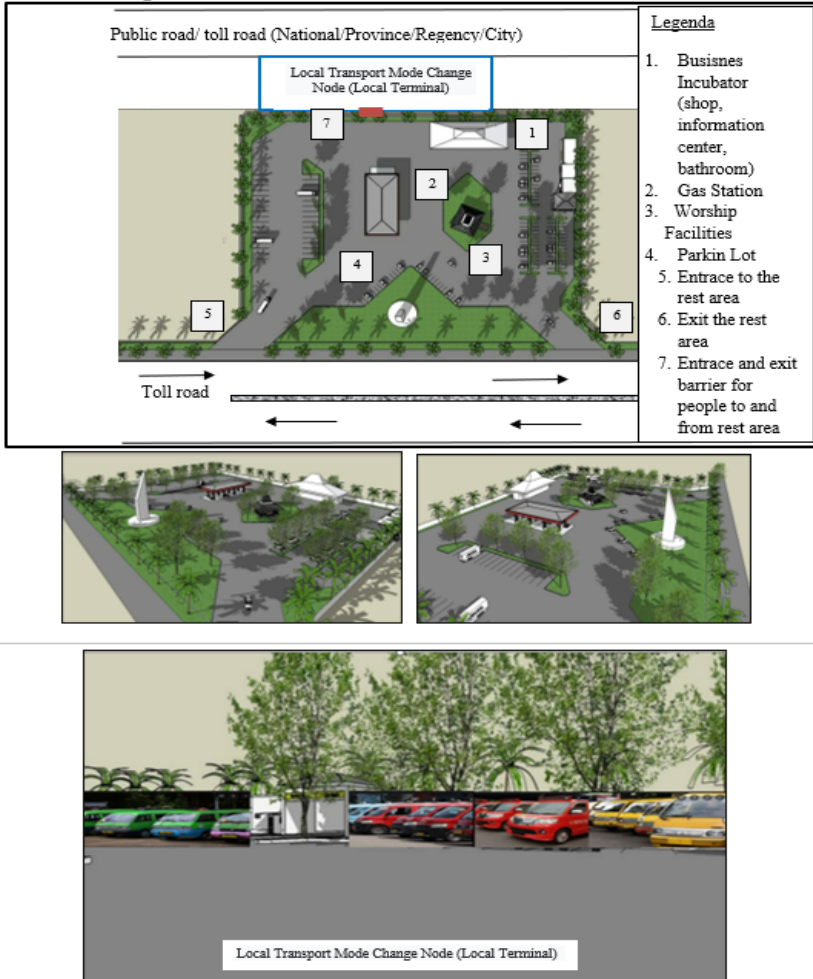 Public road/ toll road (National/Province/Regency/City)
Local Transport Mode Change
Node (Local Terminal)
7
1
2
3
4
5
6
Toll road
Legenda
1. Busisnes
Incubator
(shop,
information
center,
bathroom)
2. Gas Station
3. Worship
Facilities
4. Parkin Lot
5. Entrace to the
rest area
6. Exit the rest
area
7. Entrace and exit
barrier for
people to and
from rest area
Local Transport Mode Change Node (Local Terminal)